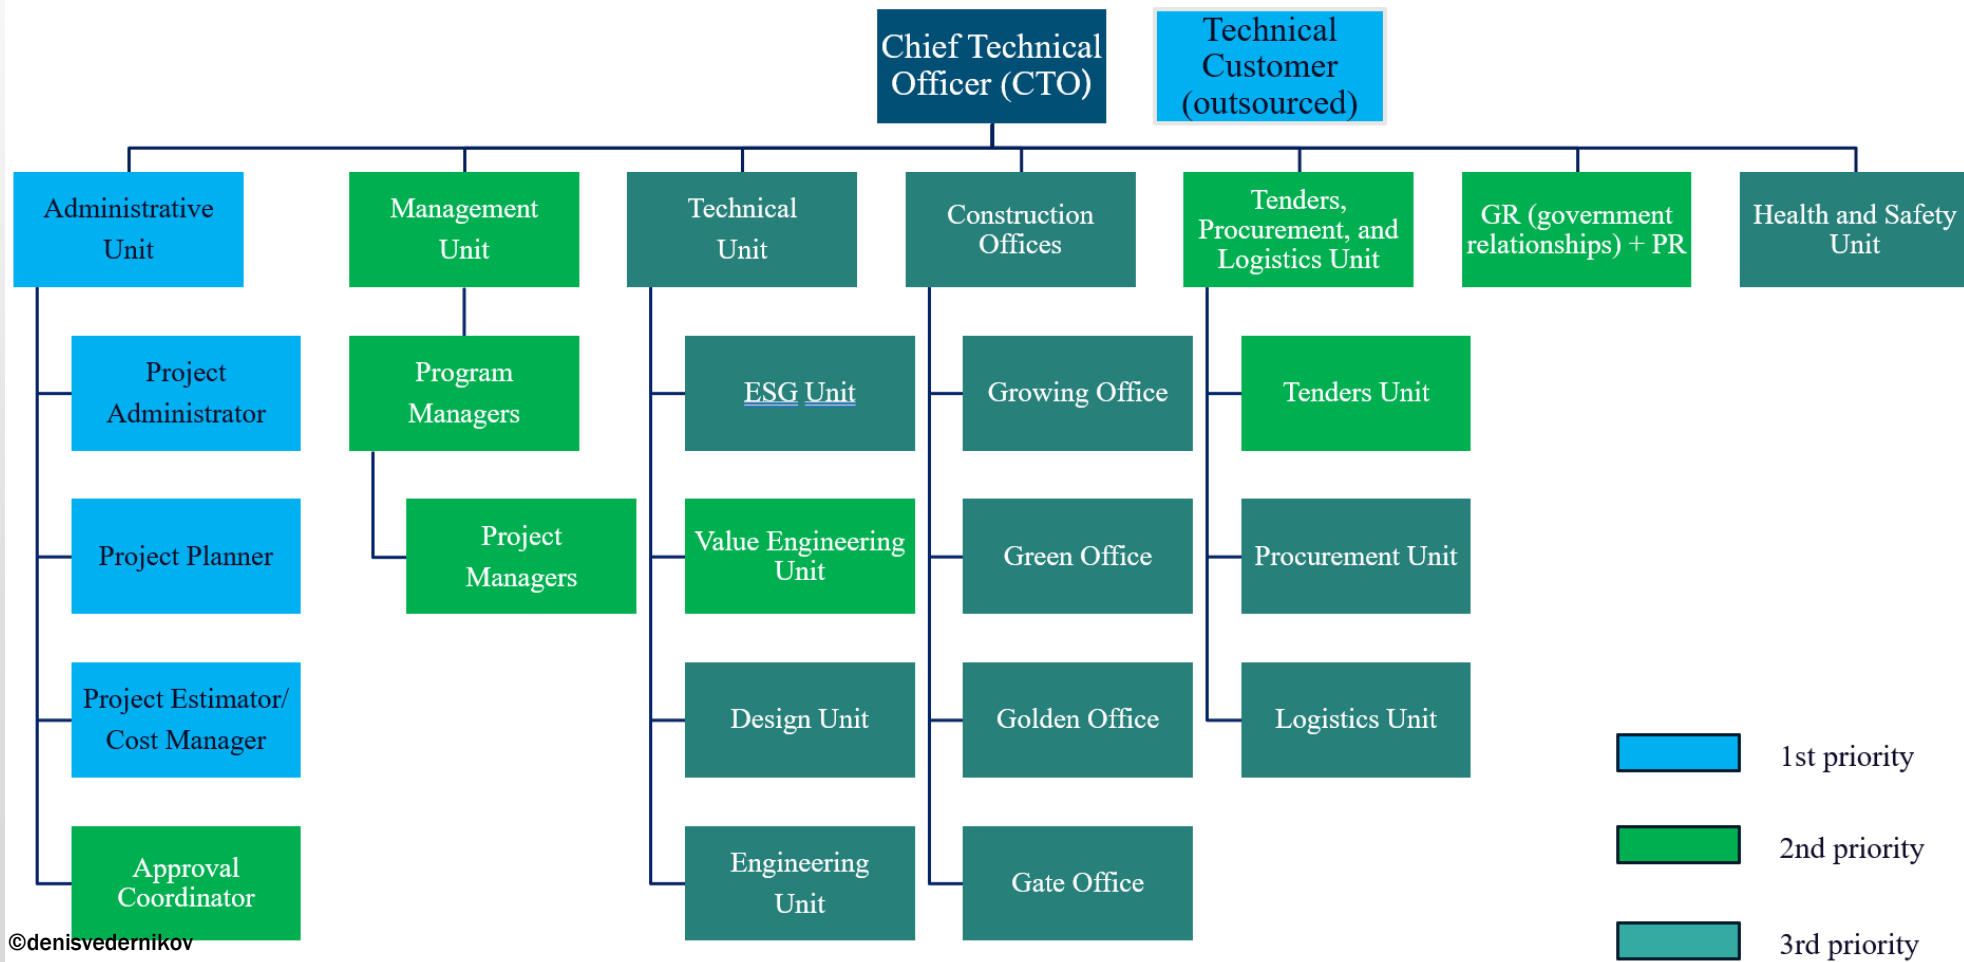 Chief Technical
Officer (CTO)
Technical
Customer
(outsourced)
Administrative
Unit
Management
Unit
Technical
Unit
Construction
Offices
Tenders,
Procurement, and
Logistics Unit
GR (government
relationships) + PR
Health and Safety
Unit
Project
Administrator
Program
Managers
ESG Unit
Growing Office
Tenders Unit
Project Planner
Project
Managers
Value Engineering
Unit
Green Office
Procurement Unit
Project Estimator/
Cost Manager
Design Unit
Golden Office
Logistics Unit
Approval
Coordinator
Engineering
Unit
Gate Office
1st priority
2nd priority
3rd priority
©denisvedernikov